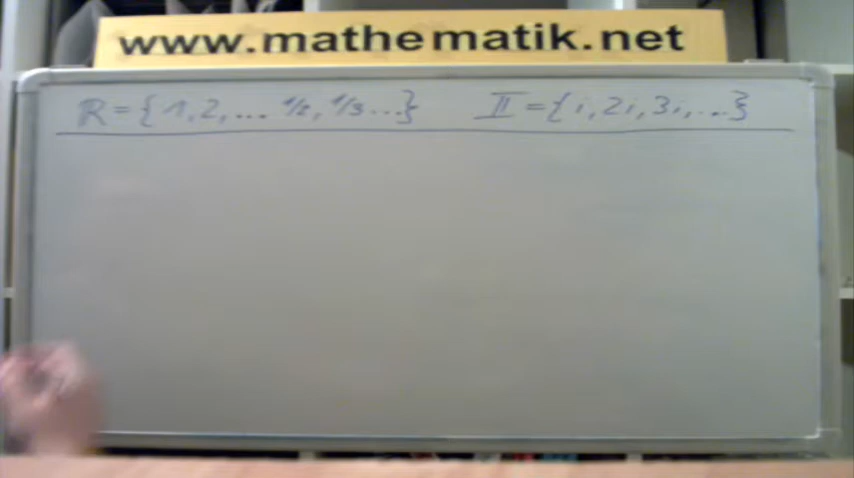 www.mathematik.net
ℝ = {1, 2, ... 1/2, 1/3 ...} 𝕀 = {i, 2i, 3i, ...}